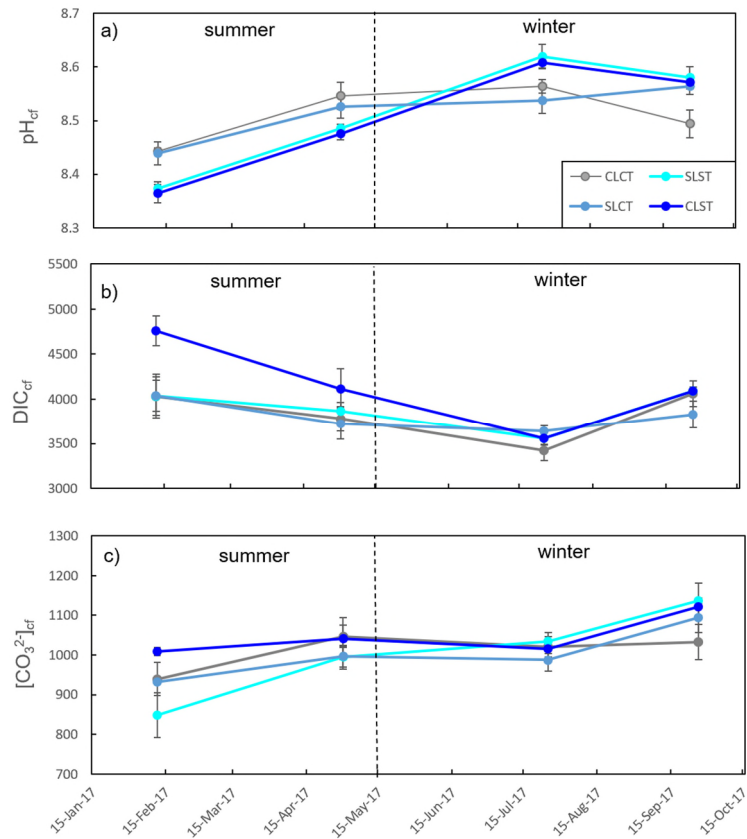 a)
summer
winter
8.7
8.6
8.5
8.4
8.3
pHcf
CLCT
SLST
SLCT
CLST
b)
summer
winter
5500
5000
4500
4000
3500
3000
DICcf
c)
summer
winter
1300
1200
1100
1000
900
800
700
[CO₃²⁻]cf
15-Jan-17
15-Feb-17
15-Mar-17
15-Apr-17
15-May-17
15-Jun-17
15-Jul-17
15-Aug-17
15-Sep-17
15-Oct-17